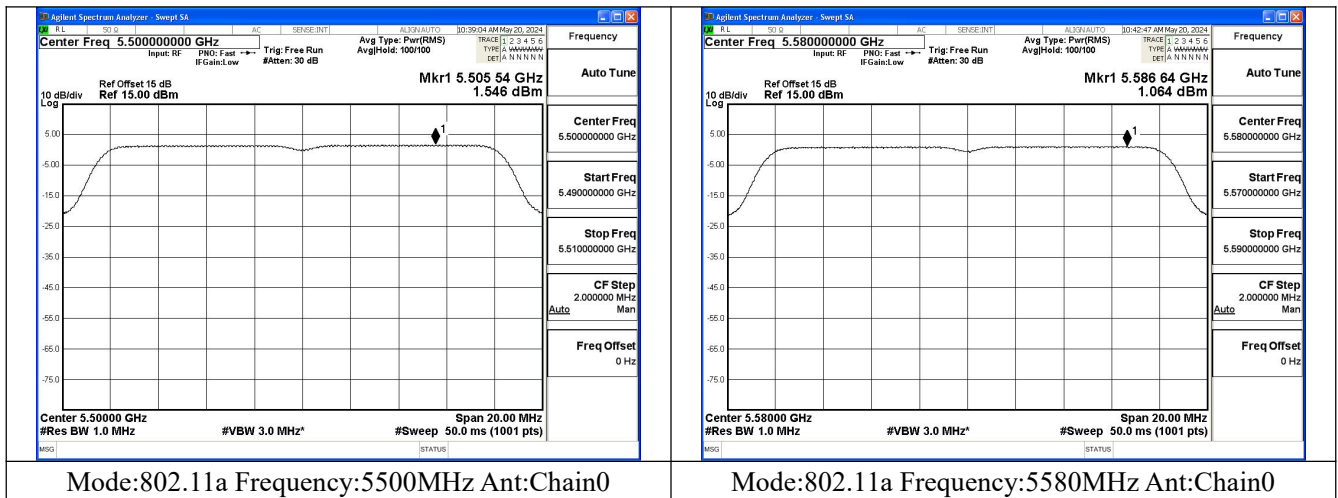 Agilent Spectrum Analyzer - Swept SA
RL 50 Ω AC SENSE:INT ALIGNAUTO 10:39:04 AM May 20, 2024
Center Freq 5.500000000 GHz
Input: RF PNO: Fast Trig: Free Run
IFGain:Low #Atten: 30 dB
Avg Type: Pwr(RMS)
Avg|Hold: 100/100
TRACE 1 2 3 4 5 6
TYPE A WWWWW
DET A N N N N N
Frequency
Auto Tune
Mkr1 5.505 54 GHz
1.546 dBm
Ref Offset 15 dB
10 dB/div Ref 15.00 dBm
Log
1
5.00
-5.00
-15.0
-25.0
-35.0
-45.0
-55.0
-65.0
-75.0
Center Freq
5.500000000 GHz
Start Freq
5.490000000 GHz
Stop Freq
5.510000000 GHz
CF Step
2.000000 MHz
Auto Man
Freq Offset
0 Hz
Center 5.50000 GHz Span 20.00 MHz
#Res BW 1.0 MHz #VBW 3.0 MHz* #Sweep 50.0 ms (1001 pts)
MSG STATUS
Mode:802.11a Frequency:5500MHz Ant:Chain0
Agilent Spectrum Analyzer - Swept SA
RL 50 Ω AC SENSE:INT ALIGNAUTO 10:42:47 AM May 20, 2024
Center Freq 5.580000000 GHz
Input: RF PNO: Fast Trig: Free Run
IFGain:Low #Atten: 30 dB
Avg Type: Pwr(RMS)
Avg|Hold: 100/100
TRACE 1 2 3 4 5 6
TYPE A WWWWW
DET A N N N N N
Frequency
Auto Tune
Mkr1 5.586 64 GHz
1.064 dBm
Ref Offset 15 dB
10 dB/div Ref 15.00 dBm
Log
1
5.00
-5.00
-15.0
-25.0
-35.0
-45.0
-55.0
-65.0
-75.0
Center Freq
5.580000000 GHz
Start Freq
5.570000000 GHz
Stop Freq
5.590000000 GHz
CF Step
2.000000 MHz
Auto Man
Freq Offset
0 Hz
Center 5.58000 GHz Span 20.00 MHz
#Res BW 1.0 MHz #VBW 3.0 MHz* #Sweep 50.0 ms (1001 pts)
MSG STATUS
Mode:802.11a Frequency:5580MHz Ant:Chain0